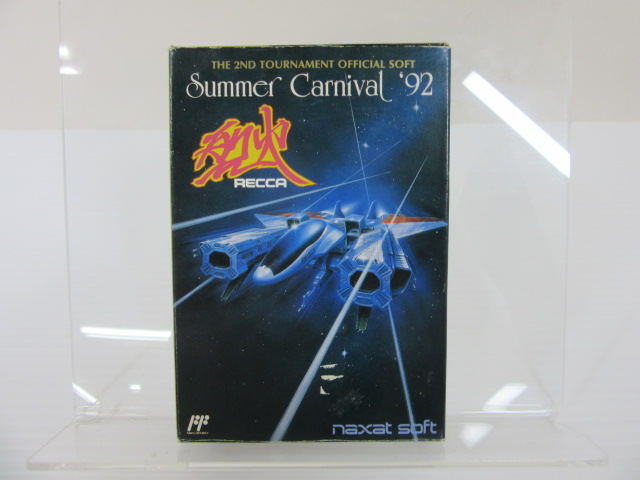 THE 2ND TOURNAMENT OFFICIAL SOFT
Summer Carnival '92
烈火
RECCA
naxat soft